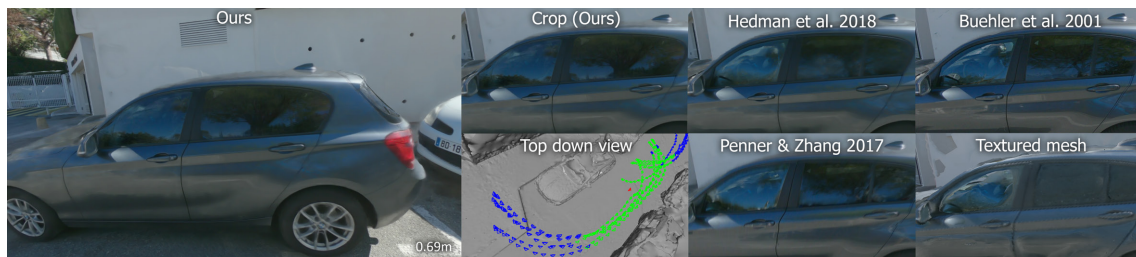 Ours
Crop (Ours)
Hedman et al. 2018
Buehler et al. 2001
Top down view
Penner & Zhang 2017
Textured mesh
0.69m